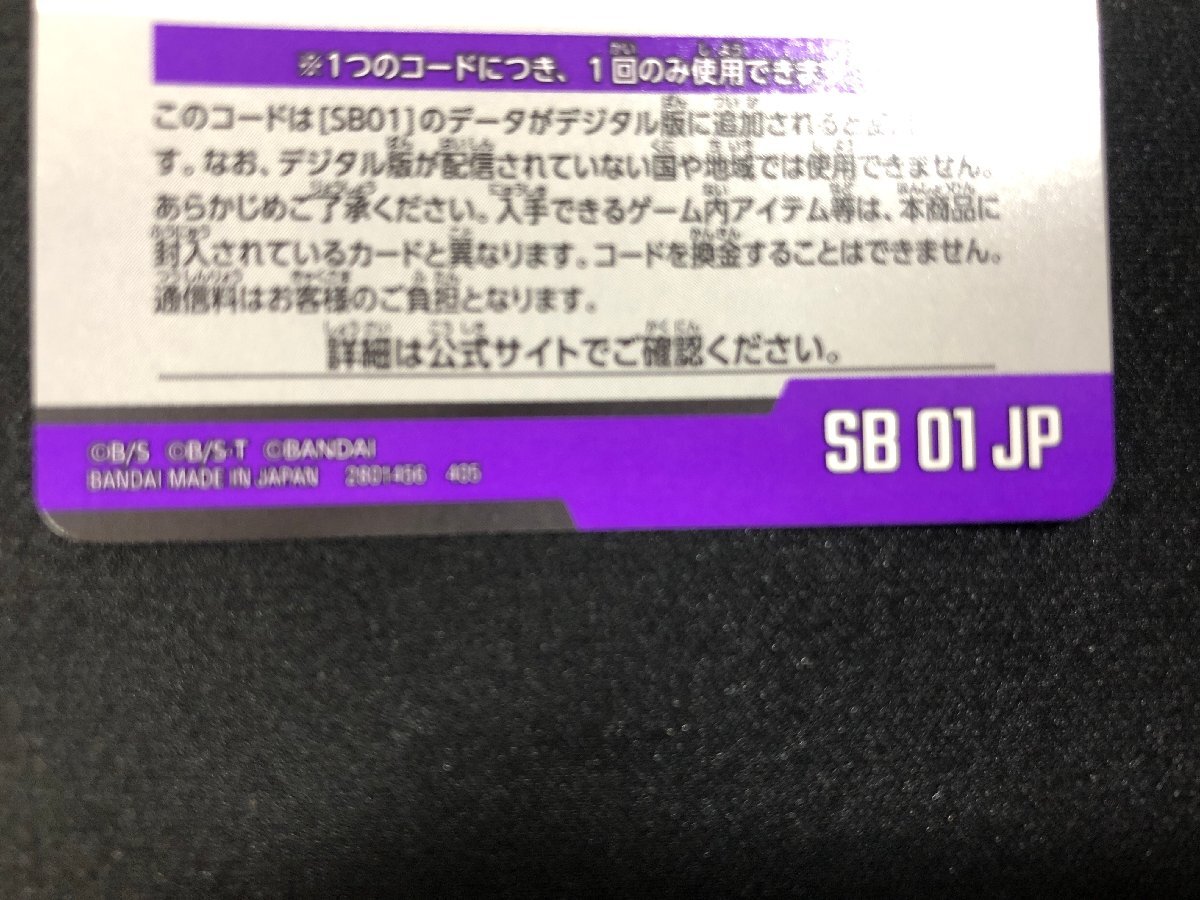 ※1つのコードにつき、1回のみ使用できま
このコードは[SB01]のデータがデジタル版に追加されると
す。なお、デジタル版が配信されていない国や地域では使用できません。
あらかじめご了承ください。入手できるゲーム内アイテム等は、本商品に
封入されているカードと異なります。コードを換金することはできません。
通信料はお客様のご負担となります。
詳細は公式サイトでご確認ください。
©B/S ©B/S・T ©BANDAI
BANDAI MADE IN JAPAN 2801456 405
SB 01 JP